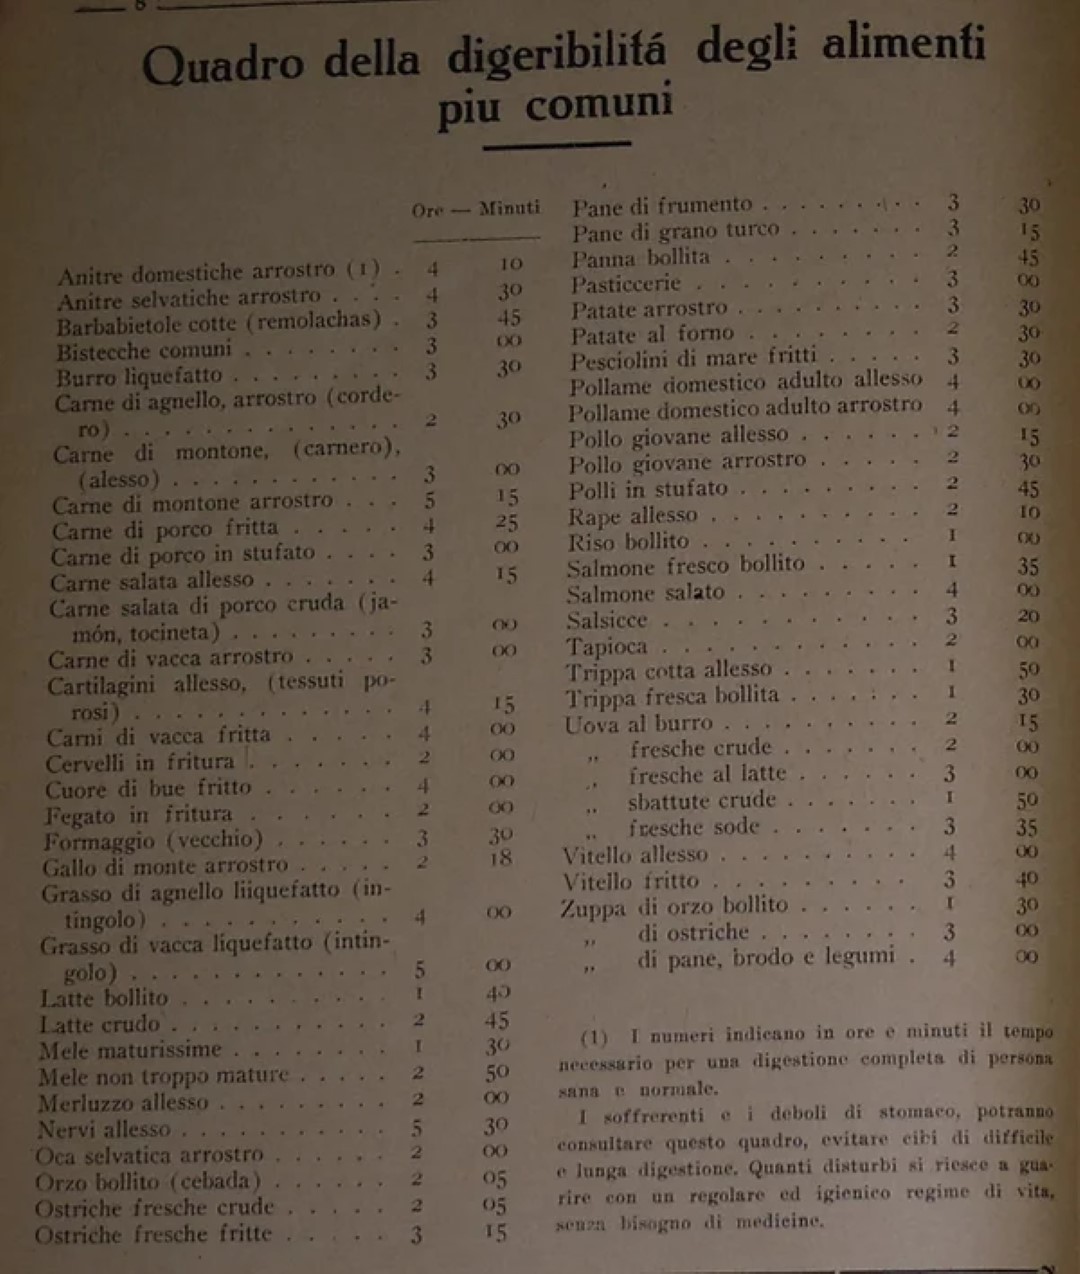 8
Quadro della digeribilitá degli alimenti
piu comuni
Ore — Minuti
Anitre domestiche arrostro (1) . 4 10
Anitre selvatiche arrostro . . . . 4 30
Barbabietole cotte (remolachas) . 3 45
Bistecche comuni . . . . . . . . 3 00
Burro liquefatto . . . . . . . . . 3 30
Carne di agnello, arrostro (corde-
ro) . . . . . . . . . . . . . . 2 30
Carne di montone, (carnero),
(alesso) . . . . . . . . . . . 3 00
Carne di montone arrostro . . . 5 15
Carne di porco fritta . . . . . 4 25
Carne di porco in stufato . . . . 3 00
Carne salata allesso . . . . . . . 4 15
Carne salata di porco cruda (ja-
món, tocineta) . . . . . . . . . 3 00
Carne di vacca arrostro . . . . . 3 00
Cartilagini allesso, (tessuti po-
rosi) . . . . . . . . . . . . . 4 15
Carni di vacca fritta . . . . . 4 00
Cervelli in fritura . . . . . . . 2 00
Cuore di bue fritto . . . . . . 4 00
Fegato in fritura . . . . . . 2 00
Formaggio (vecchio) . . . . . . 3 30
Gallo di monte arrostro . . . . . 2 18
Grasso di agnello liiquefatto (in-
tingolo) . . . . . . . . . . . 4 00
Grasso di vacca liquefatto (intin-
golo) . . . . . . . . . . . . . 5 00
Latte bollito . . . . . . . . . . 1 40
Latte crudo . . . . . . . . . . . 2 45
Mele maturissime . . . . . . . . 1 30
Mele non troppo mature . . . . . 2 50
Merluzzo allesso . . . . . . . . . 2 00
Nervi allesso . . . . . . . . . . . 5 30
Oca selvatica arrostro . . . . . . 2 00
Orzo bollito (cebada) . . . . . . 2 05
Ostriche fresche crude . . . . . 2 05
Ostriche fresche fritte . . . . . 3 15
Pane di frumento . . . . . . . . . 3 30
Pane di grano turco . . . . . . . 3 15
Panna bollita . . . . . . . . . . 2 45
Pasticcerie . . . . . . . . . . . 3 00
Patate arrostro . . . . . . . . . 3 30
Patate al forno . . . . . . . . 2 30
Pesciolini di mare fritti . . . . . 3 30
Pollame domestico adulto allesso 4 00
Pollame domestico adulto arrostro 4 00
Pollo giovane allesso . . . . . . 2 15
Pollo giovane arrostro . . . . . 2 30
Polli in stufato . . . . . . . . . 2 45
Rape allesso . . . . . . . . . . 2 10
Riso bollito . . . . . . . . . . 1 00
Salmone fresco bollito . . . . . 1 35
Salmone salato . . . . . . . . . 4 00
Salsicce . . . . . . . . . . . . 3 20
Tapioca . . . . . . . . . . . . 2 00
Trippa cotta allesso . . . . . . . 1 50
Trippa fresca bollita . . . . . . . 1 30
Uova al burro . . . . . . . . . . 2 15
,, fresche crude . . . . . . . 2 00
,, fresche al latte . . . . . . 3 00
,, sbattute crude . . . . . . . 1 50
,, fresche sode . . . . . . . 3 35
Vitello allesso . . . . . . . . . . 4 00
Vitello fritto . . . . . . . . . . 3 40
Zuppa di orzo bollito . . . . . . 1 30
,, di ostriche . . . . . . . . 3 00
,, di pane, brodo e legumi . 4 00
(1) I numeri indicano in ore e minuti il tempo
necessario per una digestione completa di persona
sana e normale.
I soffrerenti e i deboli di stomaco, potranno
consultare questo quadro, evitare cibi di difficile
e lunga digestione. Quanti disturbi si riesce a gua-
rire con un regolare ed igienico regime di vita,
senza bisogno di medicine.